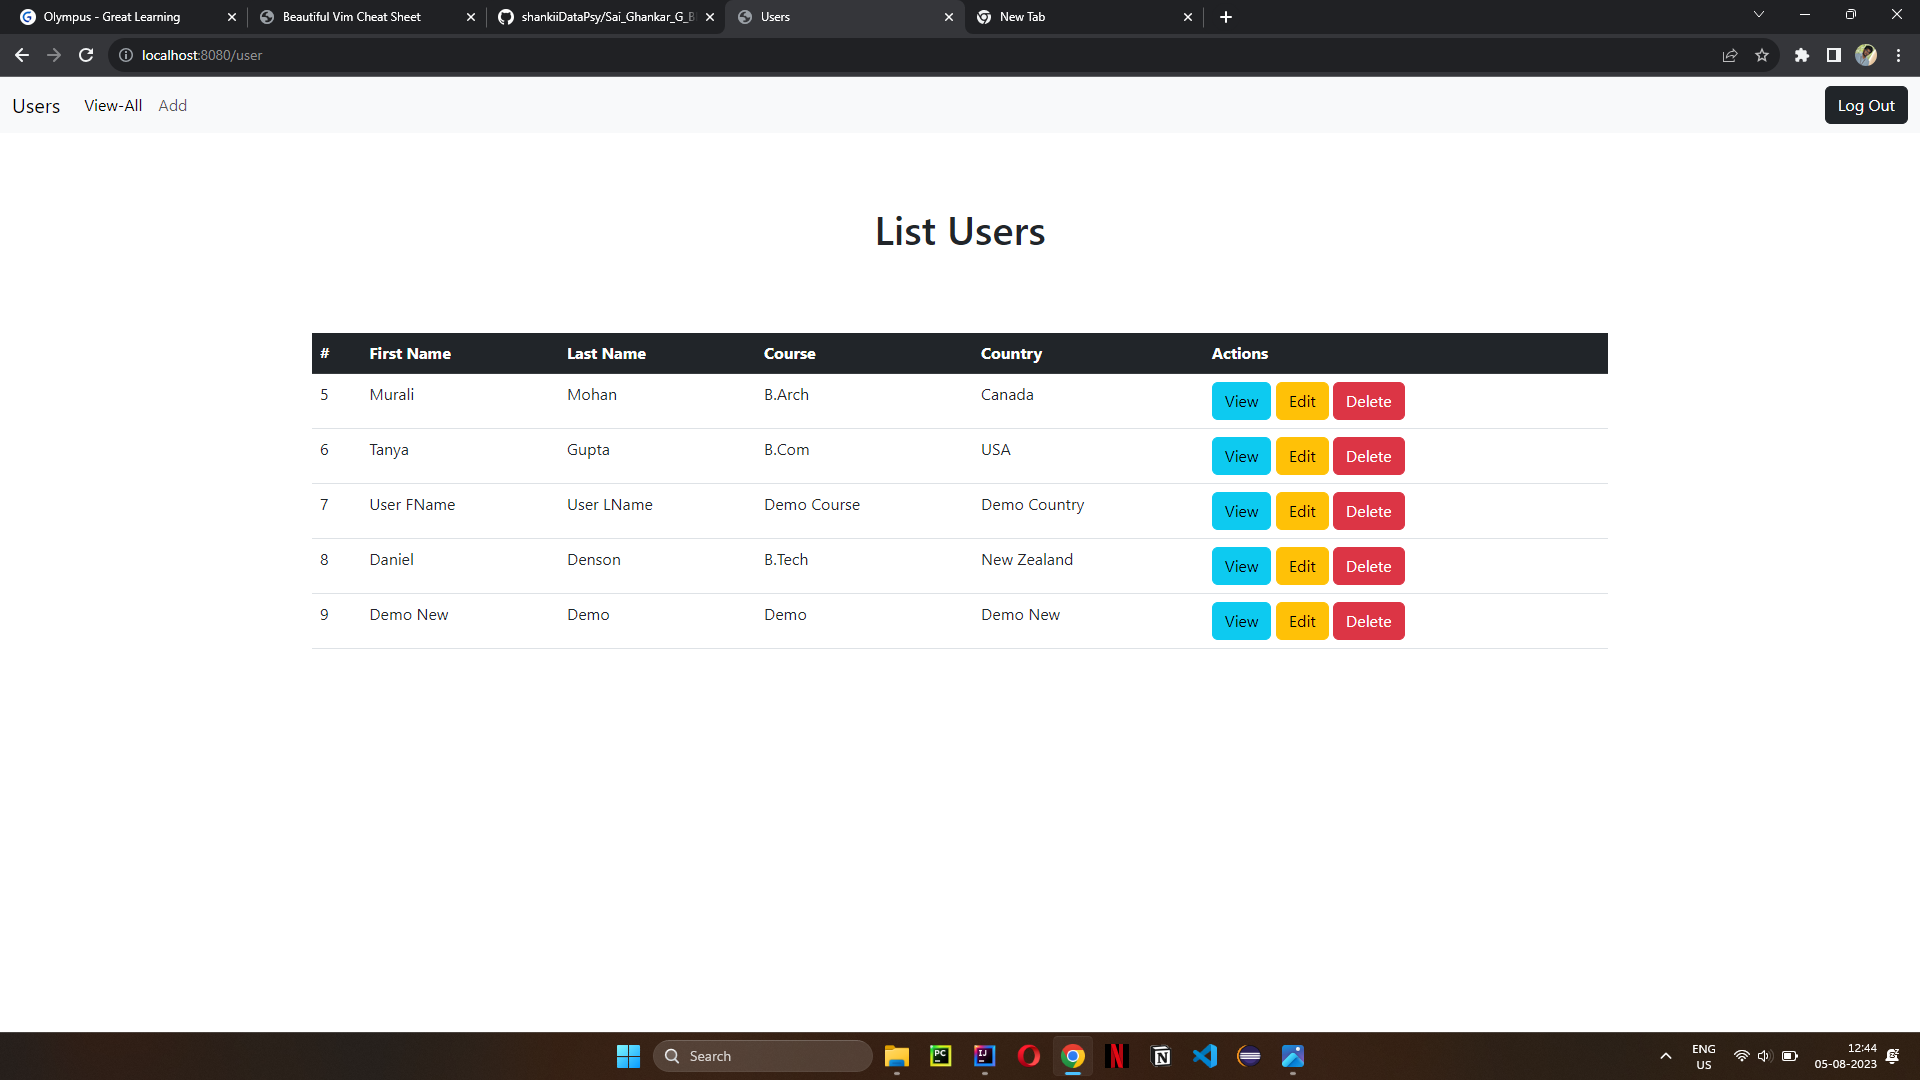 Olympus - Great Learning
Beautiful Vim Cheat Sheet
shankiiDataPsy/Sai_Ghankar_G_B
Users
New Tab
localhost:8080/user
Users View-All Add Log Out
List Users
# First Name Last Name Course Country Actions
5 Murali Mohan B.Arch Canada View Edit Delete
6 Tanya Gupta B.Com USA View Edit Delete
7 User FName User LName Demo Course Demo Country View Edit Delete
8 Daniel Denson B.Tech New Zealand View Edit Delete
9 Demo New Demo Demo Demo New View Edit Delete
Search
PC
IJ
N
N
ENG
US
12:44
05-08-2023